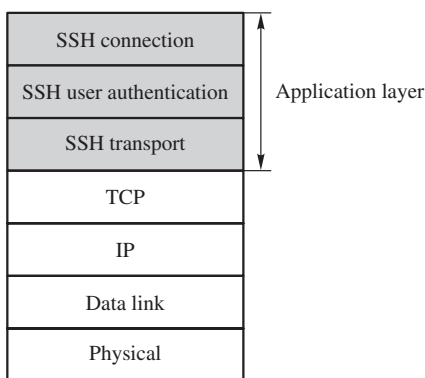 SSH connection
SSH user authentication
Application layer
SSH transport
TCP
IP
Data link
Physical